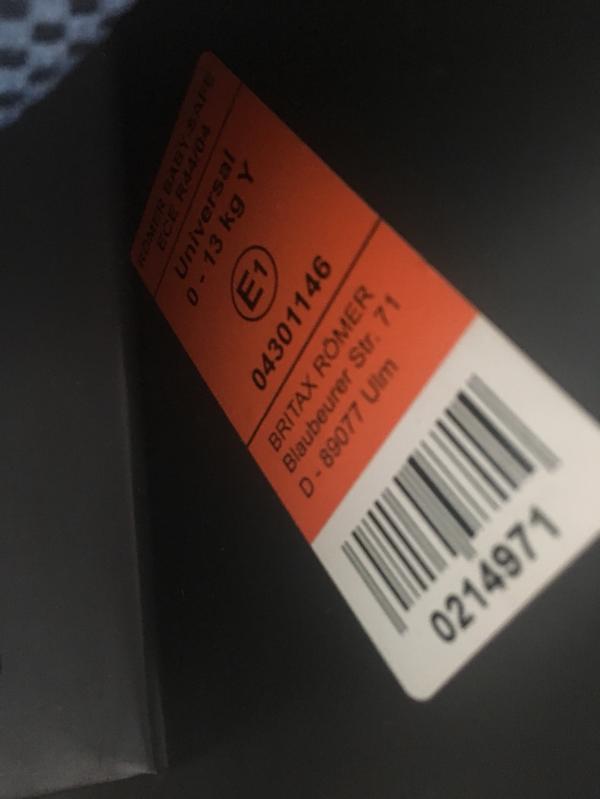 RÖMER BABY-SAFE
ECE R44/04
Universal
0 - 13 kg Y
E1
04301146
BRITAX RÖMER
Blaubeurer Str. 71
D - 89077 Ulm
0214971